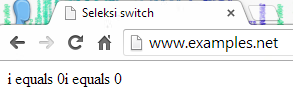 Seleksi switch
www.examples.net
i equals 0i equals 0